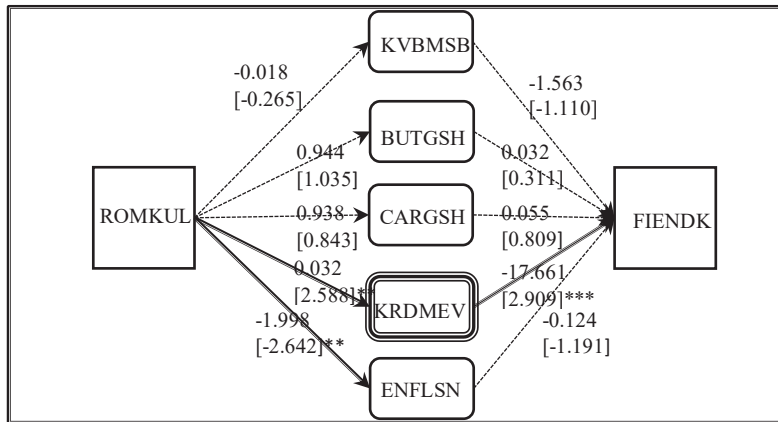 KVBMSB
-0.018
[-0.265]
-1.563
[-1.110]
BUTGSH
0.944
[1.035]
0.032
[0.311]
ROMKUL
FIENDK
CARGSH
0.938
[0.843]
0.055
[0.809]
0.032
[2.588]**
KRDMEV
-17.661
[2.909]***
-1.998
[-2.642]**
-0.124
[-1.191]
ENFLSN